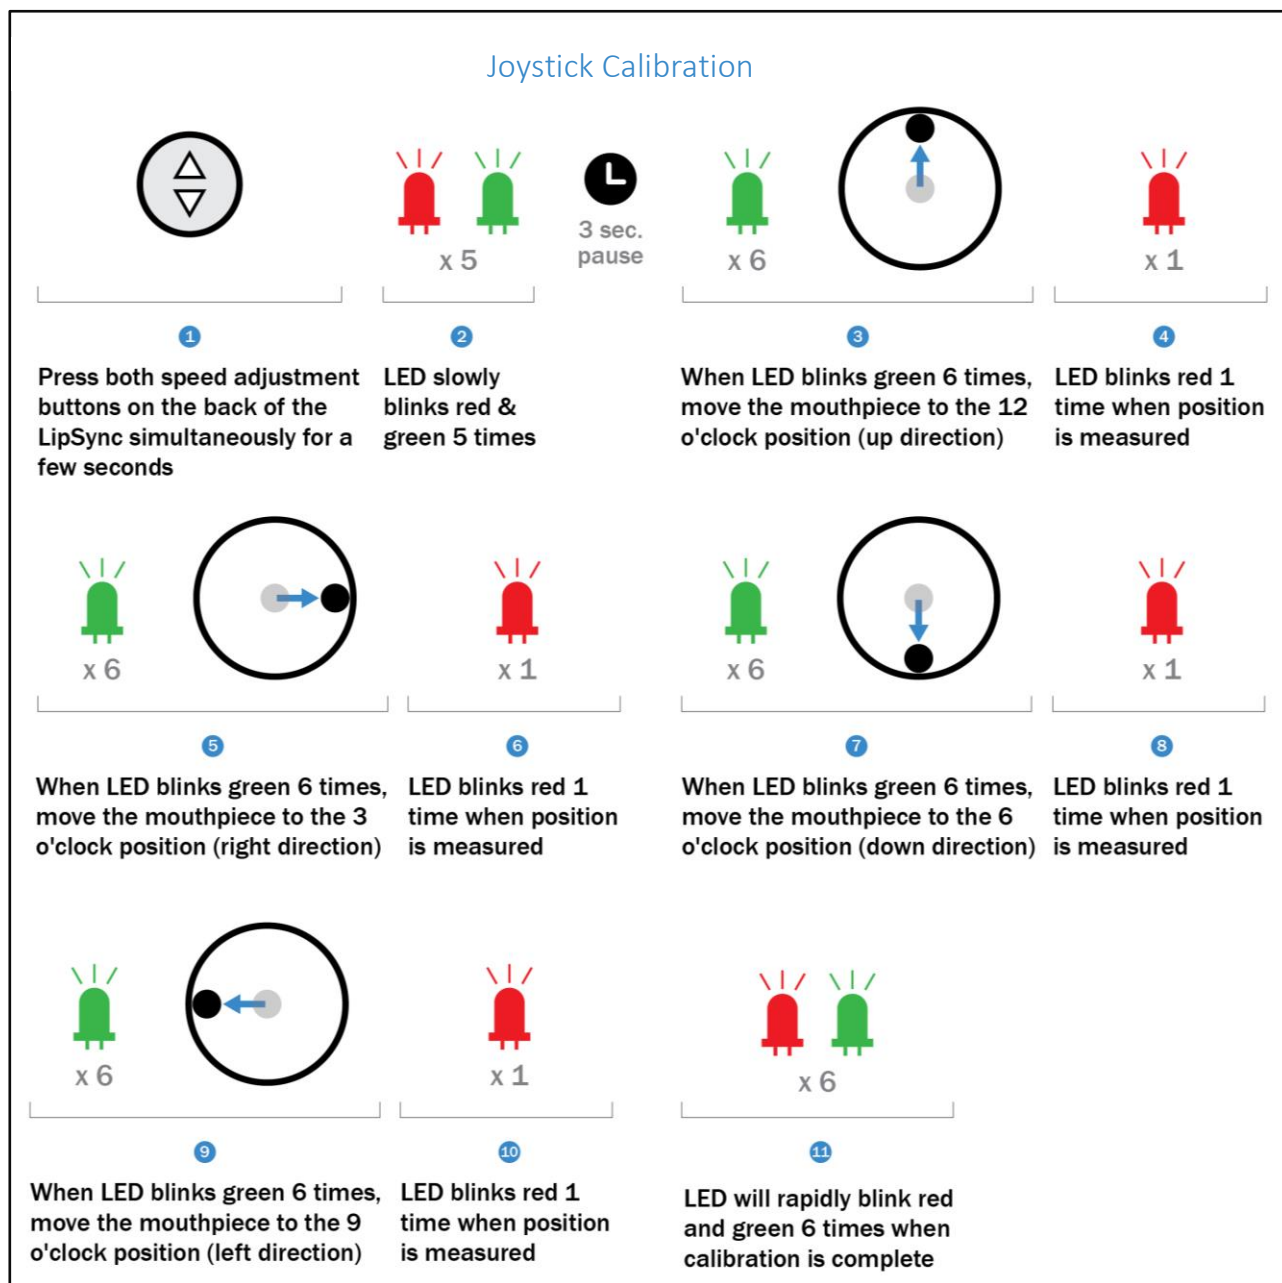 Joystick Calibration
x 5
3 sec.
pause
x 6
x 1
1
2
3
4
Press both speed adjustment
buttons on the back of the
LipSync simultaneously for a
few seconds
LED slowly
blinks red &
green 5 times
When LED blinks green 6 times,
move the mouthpiece to the 12
o'clock position (up direction)
LED blinks red 1
time when position
is measured
x 6
x 1
x 6
x 1
5
6
7
8
When LED blinks green 6 times,
move the mouthpiece to the 3
o'clock position (right direction)
LED blinks red 1
time when position
is measured
When LED blinks green 6 times,
move the mouthpiece to the 6
o'clock position (down direction)
LED blinks red 1
time when position
is measured
x 6
x 1
x 6
9
10
11
When LED blinks green 6 times,
move the mouthpiece to the 9
o'clock position (left direction)
LED blinks red 1
time when position
is measured
LED will rapidly blink red
and green 6 times when
calibration is complete